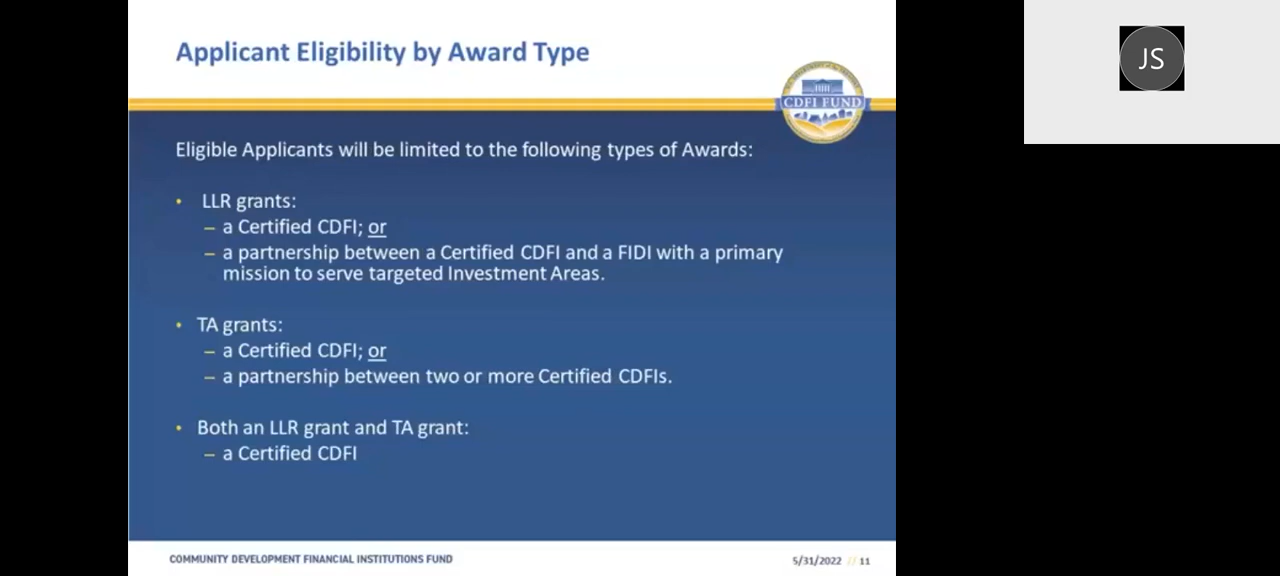 Applicant Eligibility by Award Type
JS
CDFI FUND
Eligible Applicants will be limited to the following types of Awards:
• LLR grants:
– a Certified CDFI; or
– a partnership between a Certified CDFI and a FIDI with a primary
mission to serve targeted Investment Areas.
• TA grants:
– a Certified CDFI; or
– a partnership between two or more Certified CDFIs.
• Both an LLR grant and TA grant:
– a Certified CDFI
COMMUNITY DEVELOPMENT FINANCIAL INSTITUTIONS FUND
5/31/2022 // 11